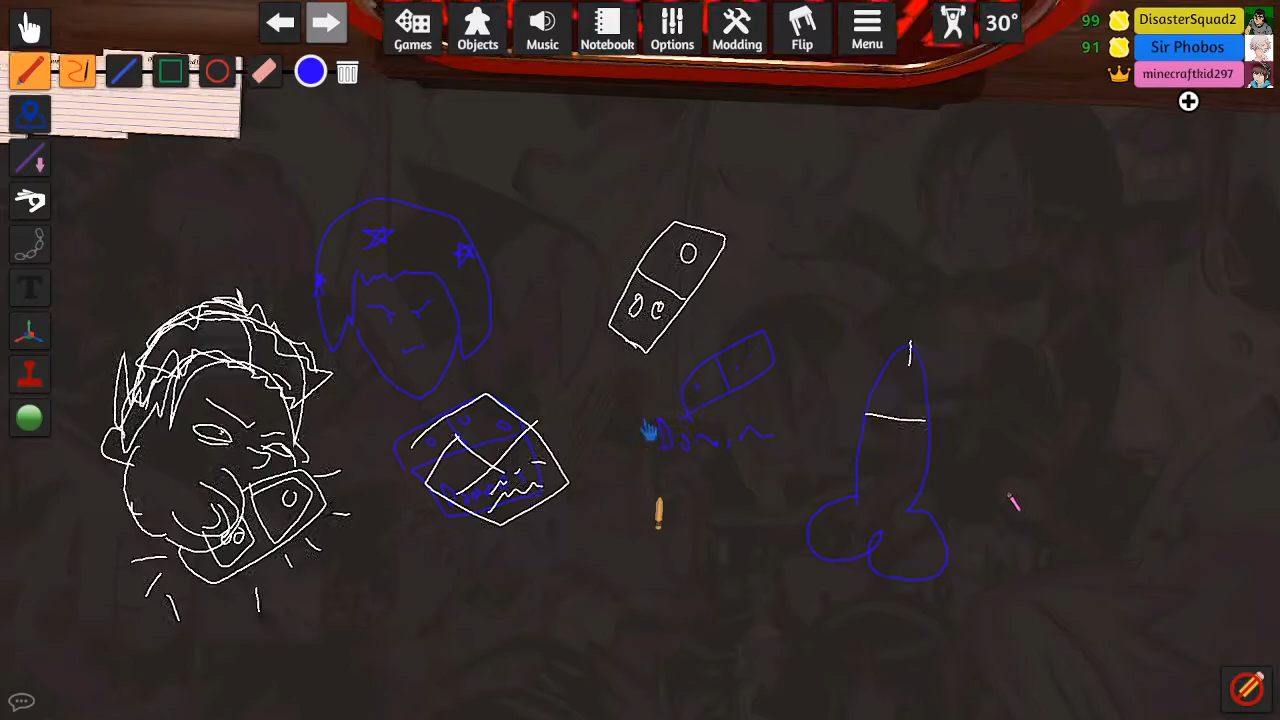 Games
Objects
Music
Notebook
Options
Modding
Flip
Menu
30°
99
DisasterSquad2
91
Sir Phobos
minecraftkid297
T